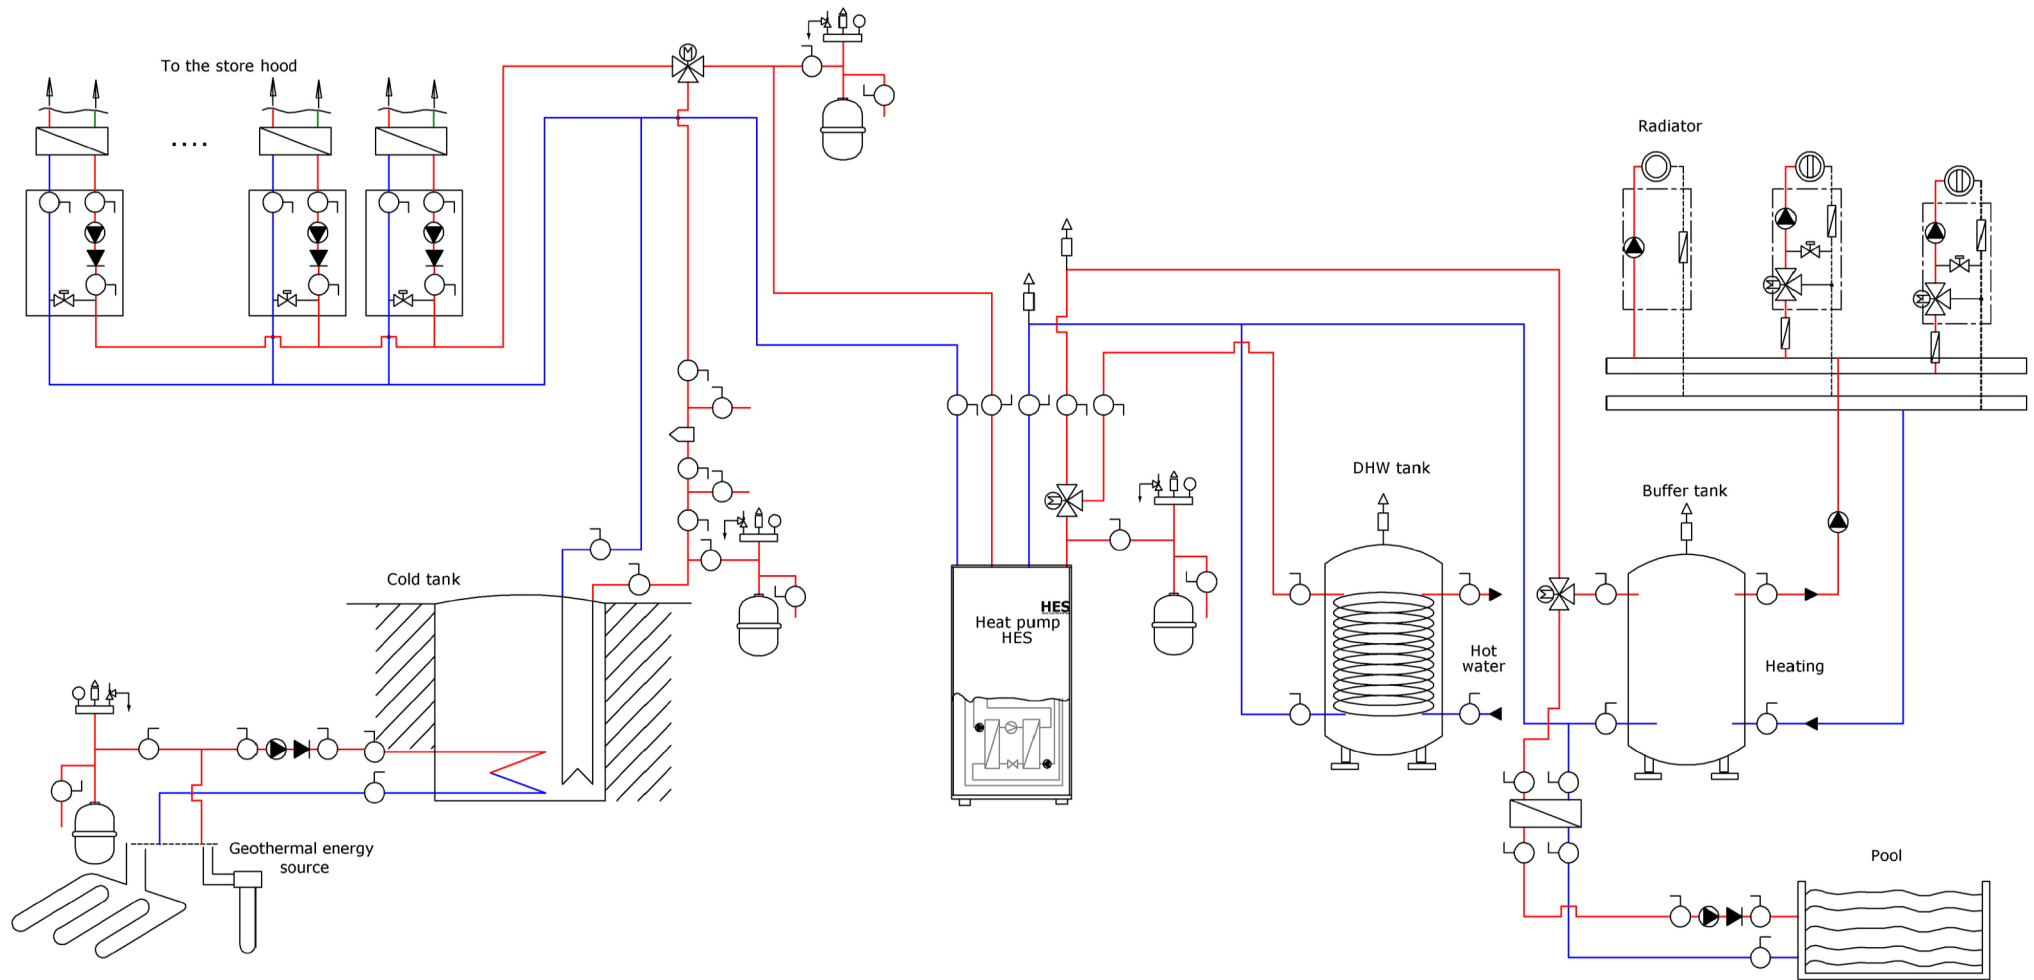 To the store hood
M
Radiator
M
M
DHW tank
Buffer tank
M
Cold tank
HES
Heat pump
HES
M
Hot
water
Heating
Geothermal energy
source
Pool